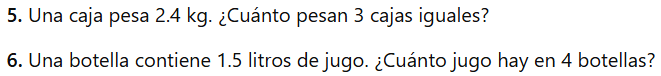 5. Una caja pesa 2.4 kg. ¿Cuánto pesan 3 cajas iguales?
6. Una botella contiene 1.5 litros de jugo. ¿Cuánto jugo hay en 4 botellas?